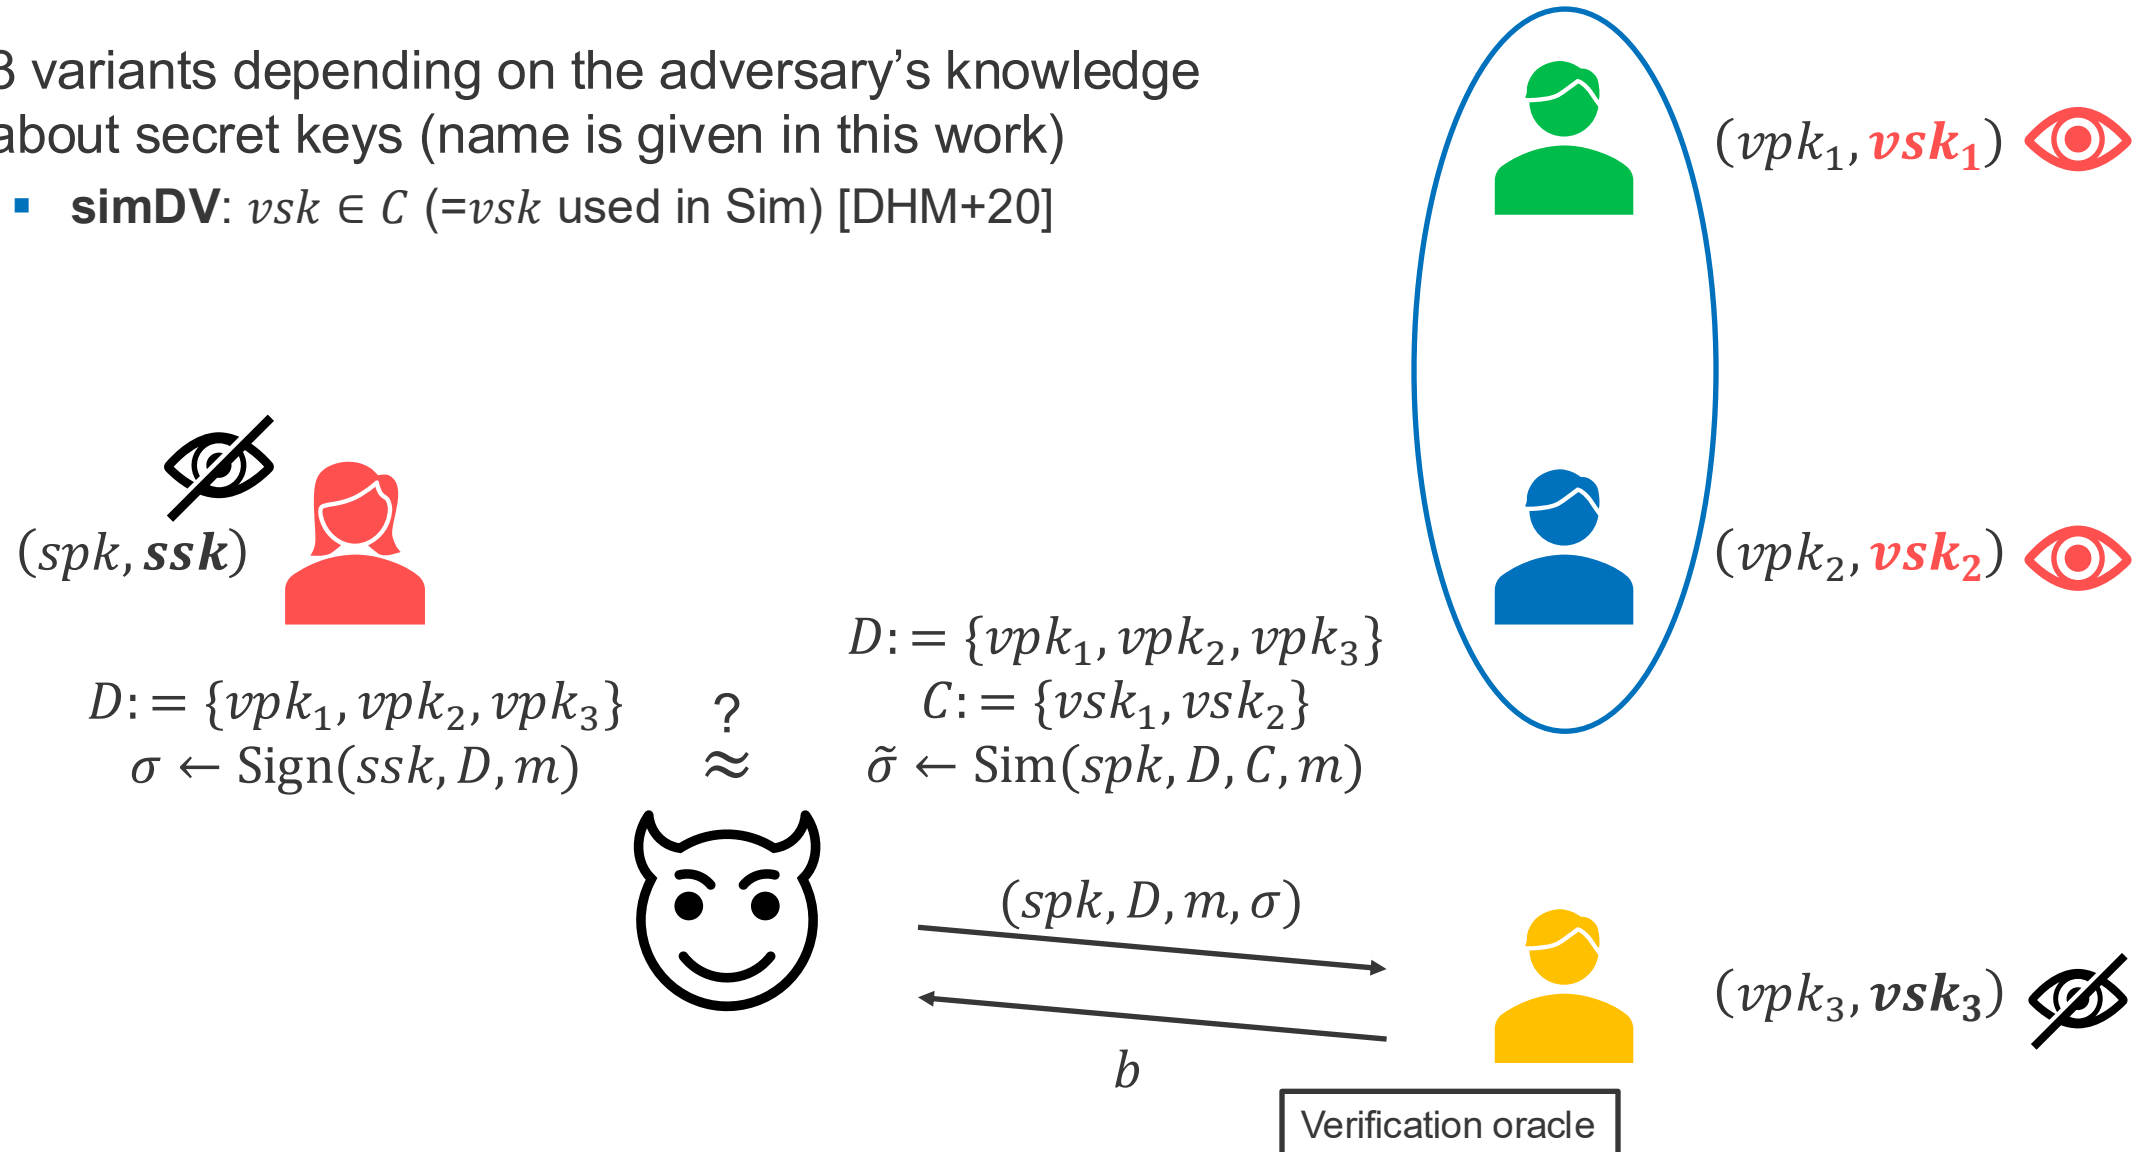 3 variants depending on the adversary's knowledge
about secret keys (name is given in this work)
▪ simDV: 𝑣𝑠𝑘 ∈ 𝐶 (=𝑣𝑠𝑘 used in Sim) [DHM+20]
(vpk₁, vsk₁)
(spk, ssk)
(vpk₂, vsk₂)
D:= {vpk₁, vpk₂, vpk₃}
C:= {vsk₁, vsk₂}
σ̃ ← Sim(spk, D, C, m)
D:= {vpk₁, vpk₂, vpk₃}
σ ← Sign(ssk, D, m)
?
≈
(spk, D, m, σ)
(vpk₃, vsk₃)
b
Verification oracle